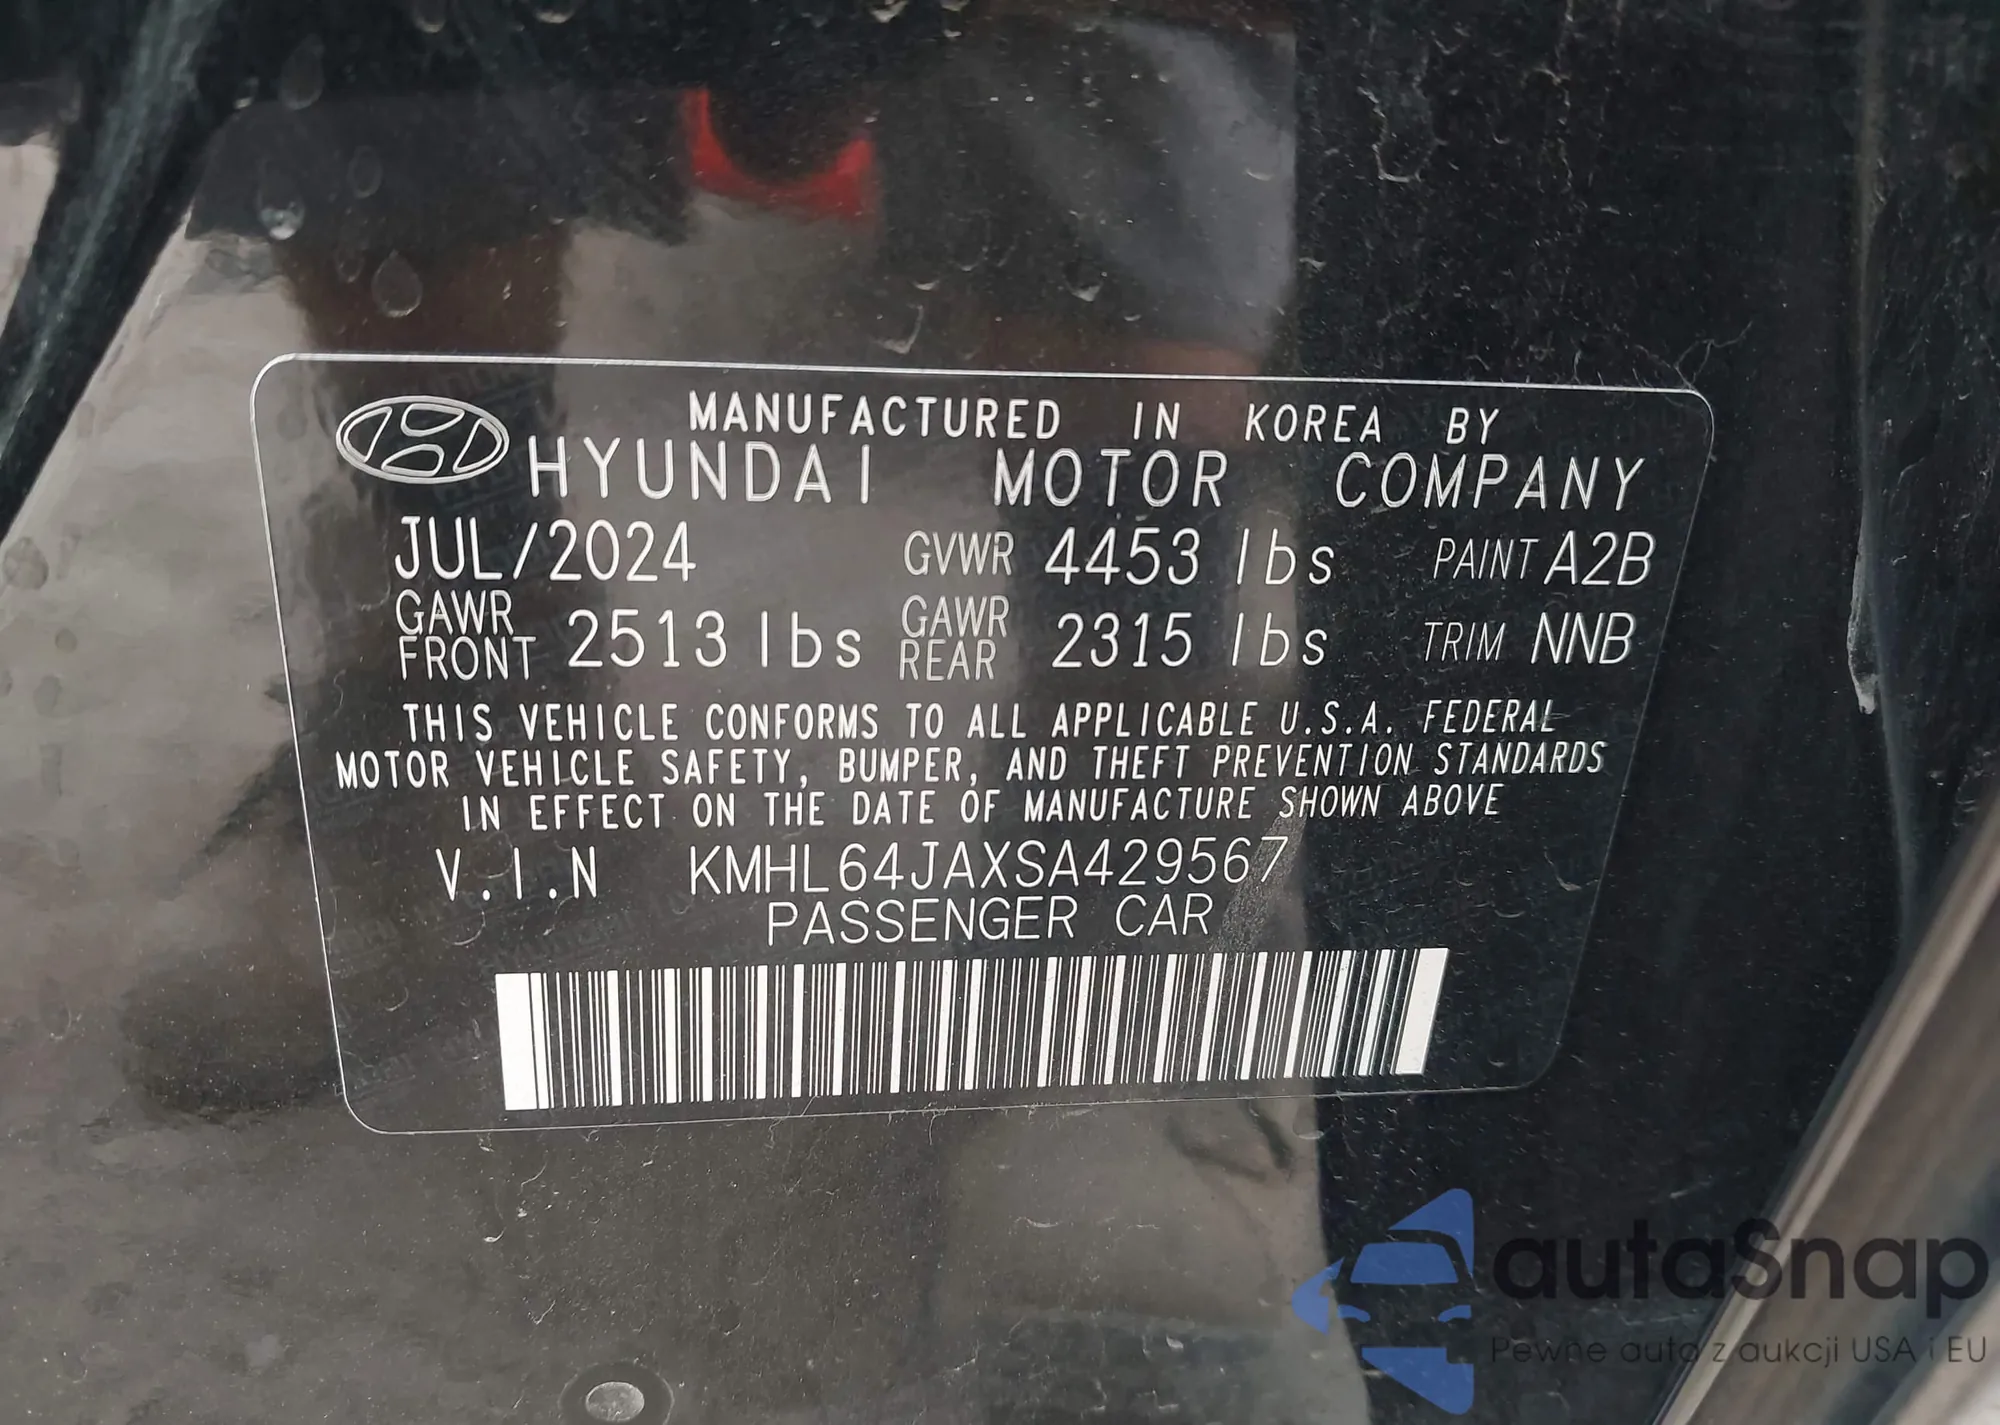 MANUFACTURED IN KOREA BY
HYUNDAI MOTOR COMPANY
JUL/2024 GVWR 4453 lbs PAINT A2B
GAWR FRONT 2513 lbs GAWR REAR 2315 lbs TRIM NNB
THIS VEHICLE CONFORMS TO ALL APPLICABLE U.S.A. FEDERAL
MOTOR VEHICLE SAFETY, BUMPER, AND THEFT PREVENTION STANDARDS
IN EFFECT ON THE DATE OF MANUFACTURE SHOWN ABOVE
V.I.N KMHL64JAXSA429567
PASSENGER CAR
autaSnap
Pewne auta z aukcji USA i EU